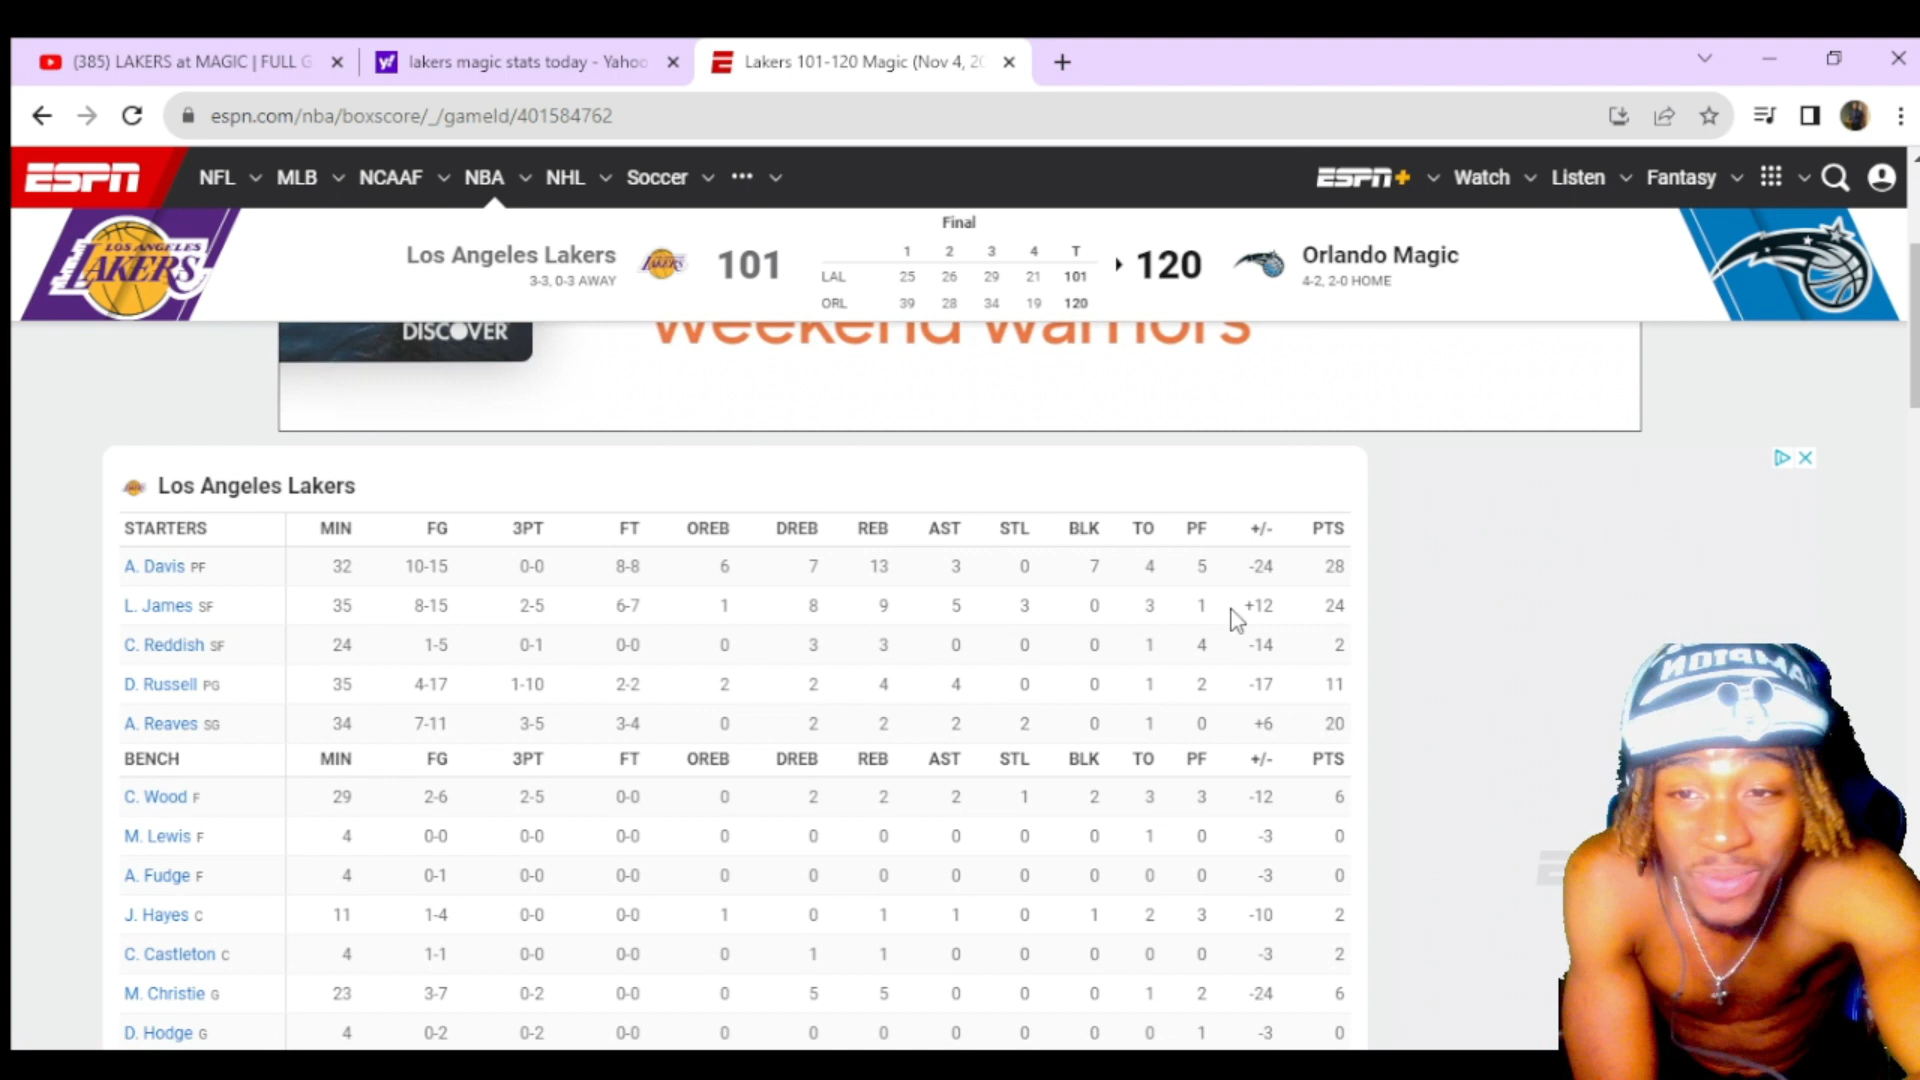 (385) LAKERS at MAGIC | FULL G
lakers magic stats today - Yahoo
Lakers 101-120 Magic (Nov 4, 20
espn.com/nba/boxscore/_/gameId/401584762
ESPN NFL MLB NCAAF NBA NHL Soccer ESPN+ Watch Listen Fantasy
Final
LOS ANGELES LAKERS
Los Angeles Lakers
3-3, 0-3 AWAY
LAKERS
101
1 2 3 4 T
LAL 25 26 29 21 101
ORL 39 28 34 19 120
120
Orlando Magic
4-2, 2-0 HOME
DISCOVER
Weekend Warriors
Los Angeles Lakers
STARTERS MIN FG 3PT FT OREB DREB REB AST STL BLK TO PF +/- PTS
A. Davis PF 32 10-15 0-0 8-8 6 7 13 3 0 7 4 5 -24 28
L. James SF 35 8-15 2-5 6-7 1 8 9 5 3 0 3 1 +12 24
C. Reddish SF 24 1-5 0-1 0-0 0 3 3 0 0 0 1 4 -14 2
D. Russell PG 35 4-17 1-10 2-2 2 2 4 4 0 0 1 2 -17 11
A. Reaves SG 34 7-11 3-5 3-4 0 2 2 2 2 0 1 0 +6 20
BENCH MIN FG 3PT FT OREB DREB REB AST STL BLK TO PF +/- PTS
C. Wood F 29 2-6 2-5 0-0 0 2 2 2 1 2 3 3 -12 6
M. Lewis F 4 0-0 0-0 0-0 0 0 0 0 0 0 1 0 -3 0
A. Fudge F 4 0-1 0-0 0-0 0 0 0 0 0 0 0 0 -3 0
J. Hayes C 11 1-4 0-0 0-0 1 0 1 1 0 1 2 3 -10 2
C. Castleton C 4 1-1 0-0 0-0 0 1 1 0 0 0 0 0 -3 2
M. Christie G 23 3-7 0-2 0-0 0 5 5 0 0 0 1 2 -24 6
D. Hodge G 4 0-2 0-2 0-0 0 0 0 0 0 0 0 1 -3 0